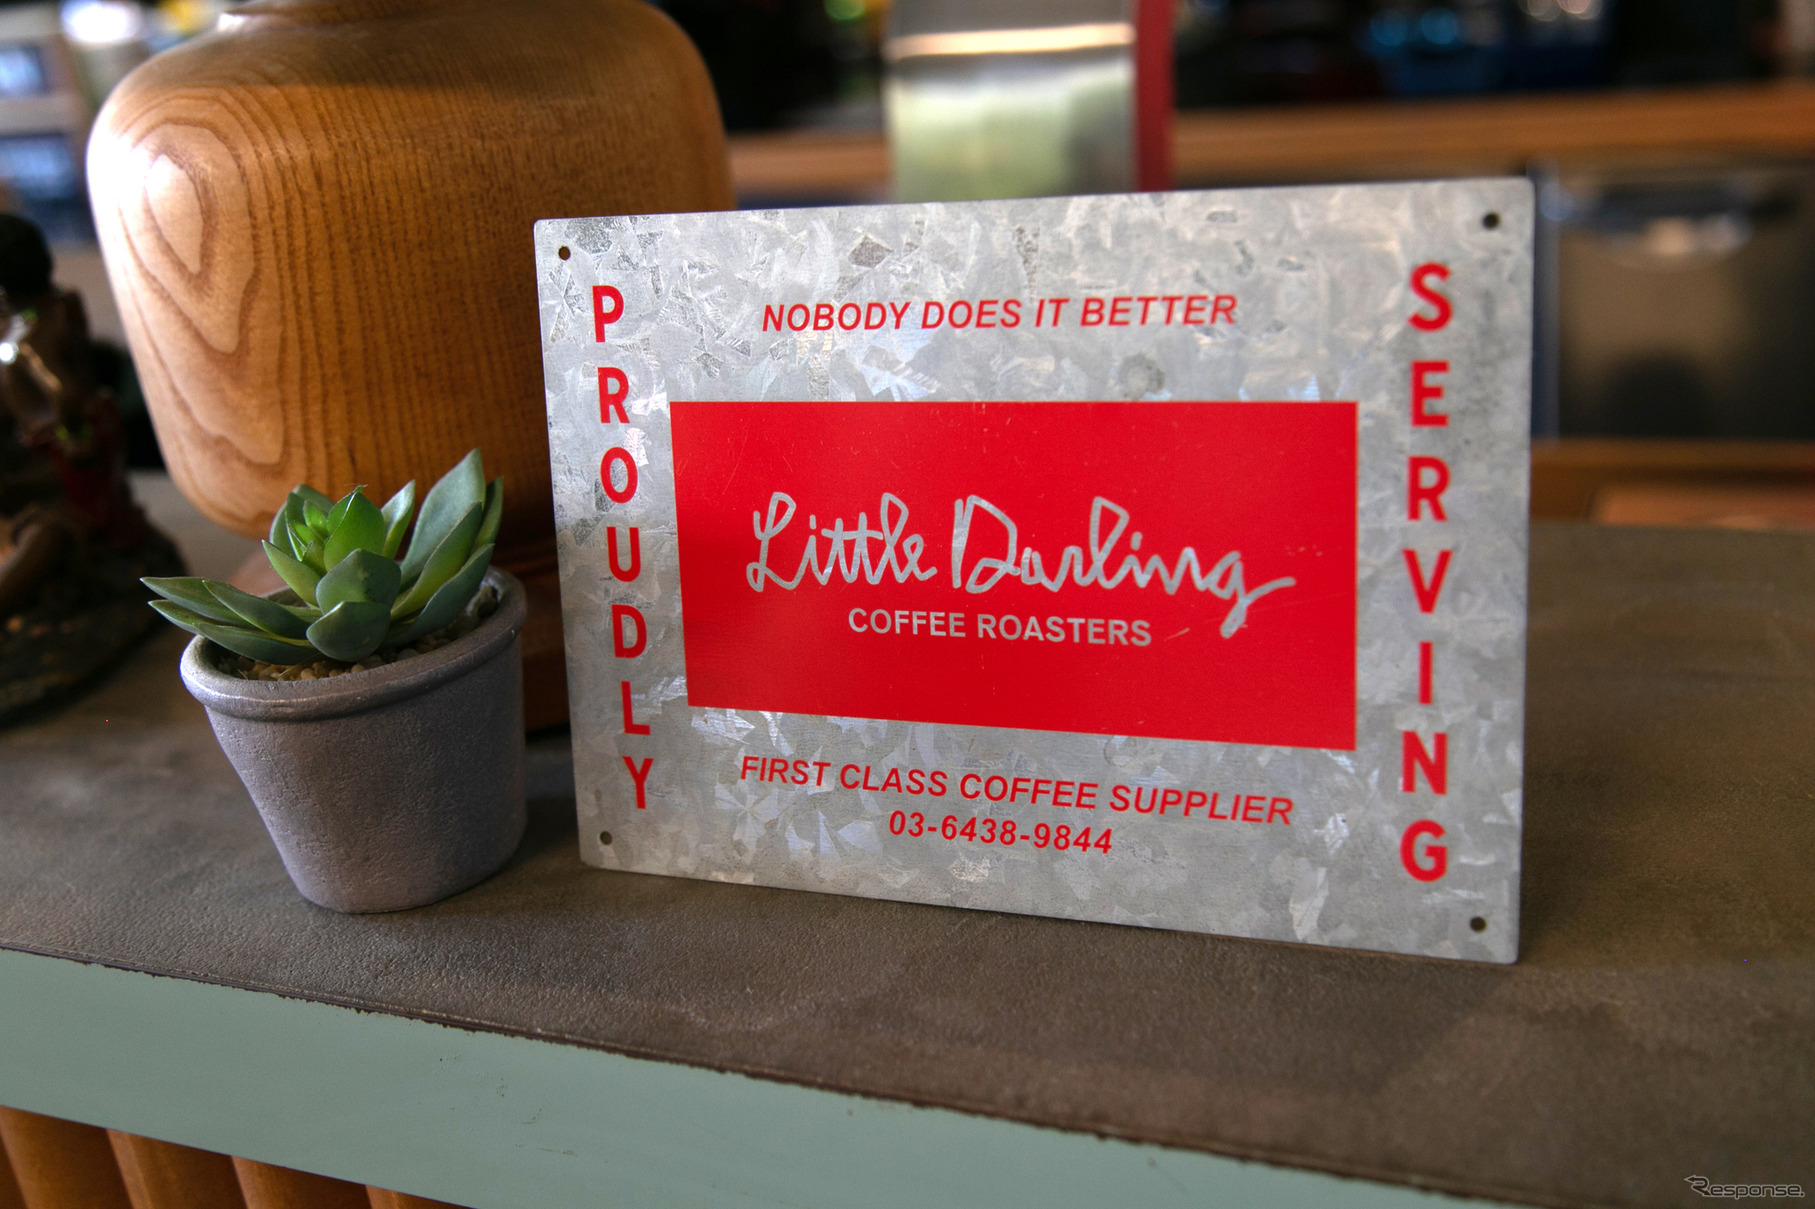 PROUDLY
NOBODY DOES IT BETTER
Little Darling
COFFEE ROASTERS
FIRST CLASS COFFEE SUPPLIER
03-6438-9844
SERVING
Response.